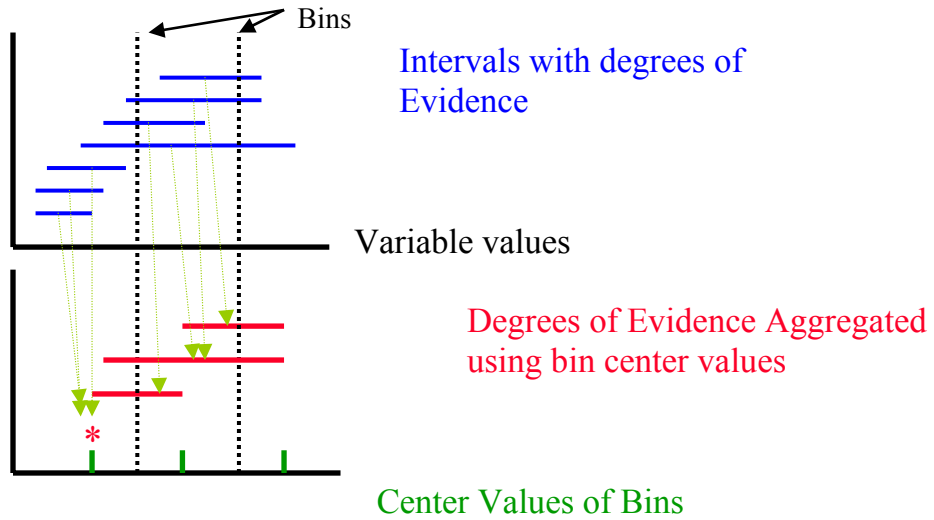 Bins
Intervals with degrees of
Evidence
Variable values
Degrees of Evidence Aggregated
using bin center values
*
Center Values of Bins